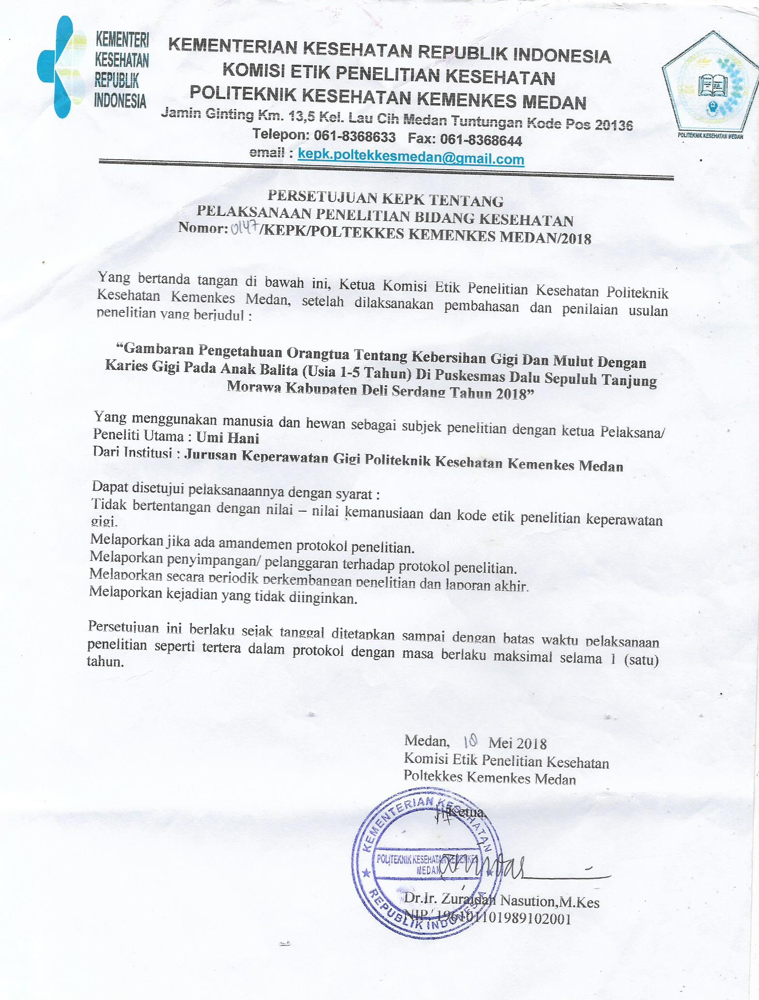 KEMENTERI
KESEHATAN
REPUBLIK
INDONESIA
KEMENTERIAN KESEHATAN REPUBLIK INDONESIA
KOMISI ETIK PENELITIAN KESEHATAN
POLITEKNIK KESEHATAN KEMENKES MEDAN
Jamin Ginting Km. 13,5 Kel. Lau Cih Medan Tuntungan Kode Pos 20136
Telepon: 061-8368633 Fax: 061-8368644
email : kepk.poltekkesmedan@gmail.com
POLITEKNIK KESEHATAN MEDAN
PERSETUJUAN KEPK TENTANG
PELAKSANAAN PENELITIAN BIDANG KESEHATAN
Nomor: 0147/KEPK/POLTEKKES KEMENKES MEDAN/2018
Yang bertanda tangan di bawah ini, Ketua Komisi Etik Penelitian Kesehatan Politeknik
Kesehatan Kemenkes Medan, setelah dilaksanakan pembahasan dan penilaian usulan
penelitian yang berjudul :
“Gambaran Pengetahuan Orangtua Tentang Kebersihan Gigi Dan Mulut Dengan
Karies Gigi Pada Anak Balita (Usia 1-5 Tahun) Di Puskesmas Dalu Sepuluh Tanjung
Morawa Kabupaten Deli Serdang Tahun 2018”
Yang menggunakan manusia dan hewan sebagai subjek penelitian dengan ketua Pelaksana/
Peneliti Utama : Umi Hani
Dari Institusi : Jurusan Keperawatan Gigi Politeknik Kesehatan Kemenkes Medan
Dapat disetujui pelaksanaannya dengan syarat :
Tidak bertentangan dengan nilai – nilai kemanusiaan dan kode etik penelitian keperawatan
gigi.
Melaporkan jika ada amandemen protokol penelitian.
Melaporkan penyimpangan/ pelanggaran terhadap protokol penelitian.
Melaporkan secara periodik perkembangan penelitian dan laporan akhir.
Melaporkan kejadian yang tidak diinginkan.
Persetujuan ini berlaku sejak tanggal ditetapkan sampai dengan batas waktu pelaksanaan
penelitian seperti tertera dalam protokol dengan masa berlaku maksimal selama 1 (satu)
tahun.
Medan, Mei 2018
Komisi Etik Penelitian Kesehatan
Poltekkes Kemenkes Medan
Ketua,
KEMENTERIAN KESEHATAN
POLITEKNIK KESEHATAN KEMENKES
MEDAN
REPUBLIK INDONESIA
Dr.Ir. Zuraidah Nasution,M.Kes
NIP. 196101101989102001